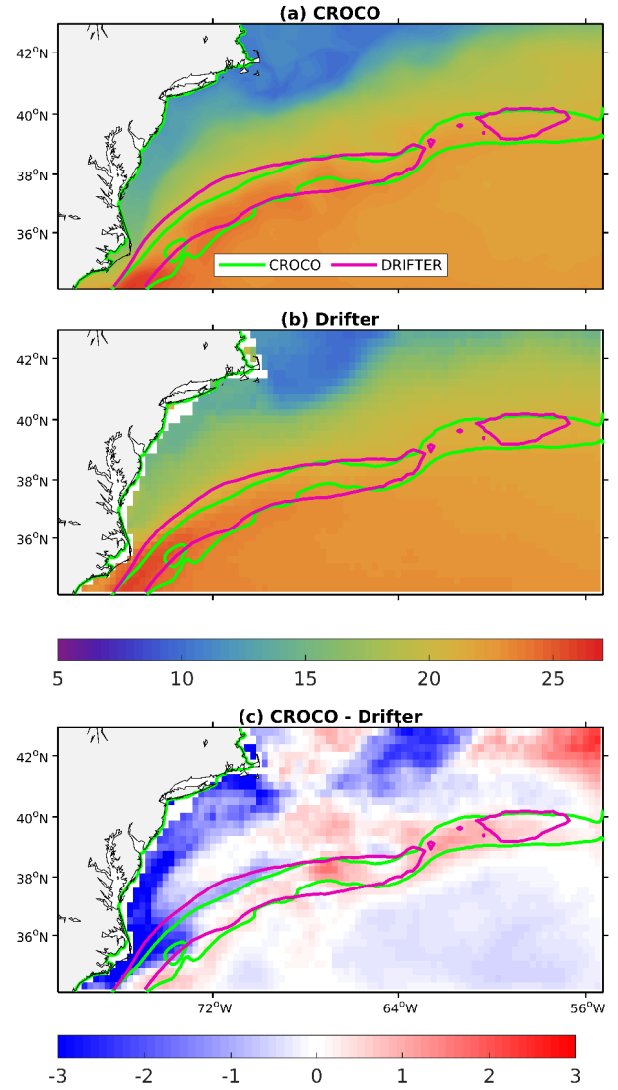 (a) CROCO
42°N
40°N
38°N
36°N
CROCO DRIFTER
(b) Drifter
42°N
40°N
38°N
36°N
5 10 15 20 25
(c) CROCO - Drifter
42°N
40°N
38°N
36°N
72°W 64°W 56°W
-3 -2 -1 0 1 2 3